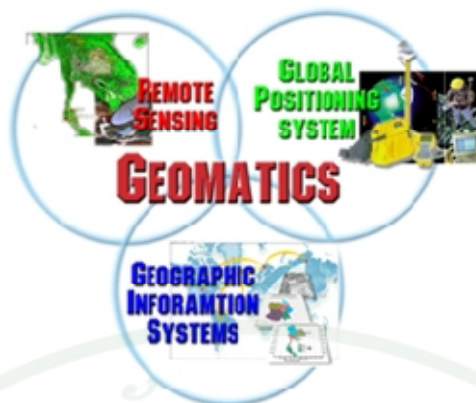 REMOTE
SENSING
GLOBAL
POSITIONING
SYSTEM
GEOMATICS
GEOGRAPHIC
INFORAMTION
SYSTEMS